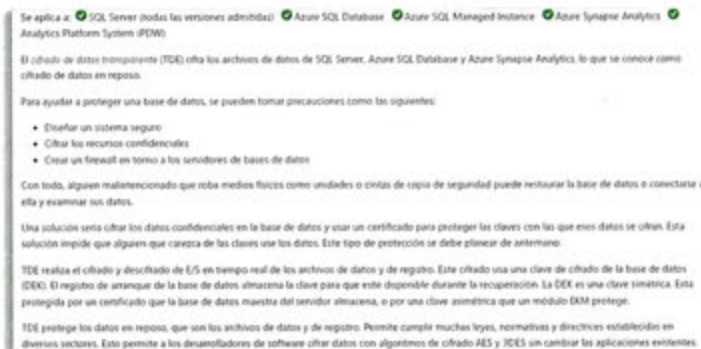 Se aplica a: SQL Server (todas las versiones admitidas) Azure SQL Database Azure SQL Managed Instance Azure Synapse Analytics
Analytics Platform System (PDW)
El cifrado de datos transparente (TDE) cifra los archivos de datos de SQL Server, Azure SQL Database y Azure Synapse Analytics, lo que se conoce como
cifrado de datos en reposo.
Para ayudar a proteger una base de datos, se pueden tomar precauciones como las siguientes:
• Diseñar un sistema seguro
• Cifrar los recursos confidenciales
• Crear un firewall en torno a los servidores de bases de datos
Con todo, alguien malintencionado que roba medios físicos como unidades o cintas de copia de seguridad puede restaurar la base de datos o conectarse a
ella y examinar sus datos.
Una solución sería cifrar los datos confidenciales en la base de datos y usar un certificado para proteger las claves con las que esos datos se cifran. Esta
solución impide que alguien que carezca de las claves use los datos. Este tipo de protección se debe planear de antemano.
TDE realiza el cifrado y descifrado de E/S en tiempo real de los archivos de datos y de registro. Este cifrado usa una clave de cifrado de la base de datos
(DEK). El registro de arranque de la base de datos almacena la clave para que esté disponible durante la recuperación. La DEK es una clave simétrica. Está
protegida por un certificado que la base de datos maestra del servidor almacena, o por una clave asimétrica que un módulo EKM protege.
TDE protege los datos en reposo, que son los archivos de datos y de registro. Permite cumplir muchas leyes, normativas y directrices establecidas en
diversos sectores. Esto permite a los desarrolladores de software cifrar datos con algoritmos de cifrado AES y 3DES sin cambiar las aplicaciones existentes.